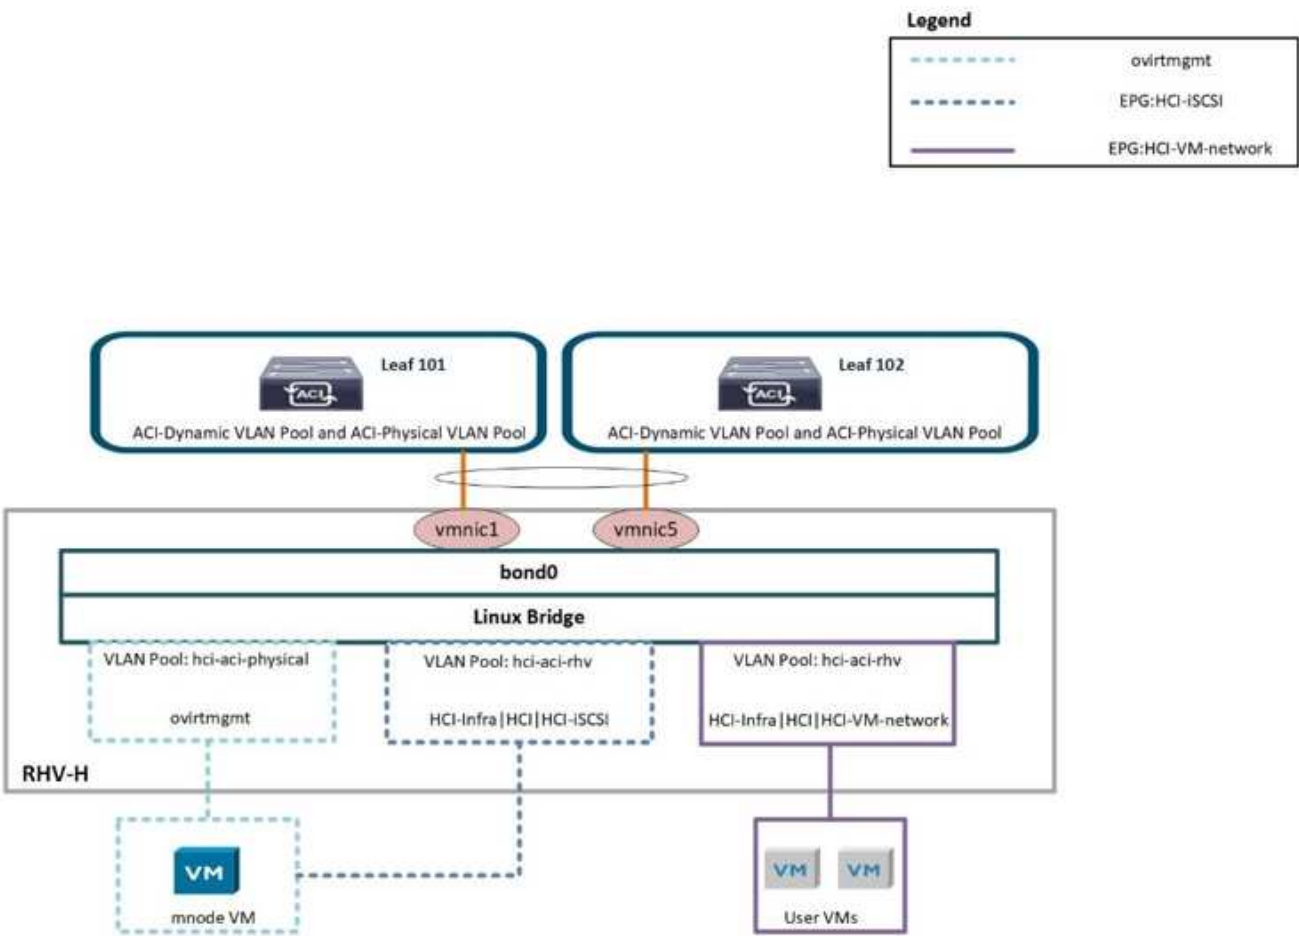 Legend
ovirtmgmt
EPG:HCI-iSCSI
EPG:HCI-VM-network
Leaf 101
ACI
ACI-Dynamic VLAN Pool and ACI-Physical VLAN Pool
Leaf 102
ACI
ACI-Dynamic VLAN Pool and ACI-Physical VLAN Pool
vmnic1
vmnic5
bond0
Linux Bridge
VLAN Pool: hci-aci-physical
ovirtmgmt
VLAN Pool: hci-aci-rhv
HCI-Infra|HCI|HCI-iSCSI
VLAN Pool: hci-aci-rhv
HCI-Infra|HCI|HCI-VM-network
RHV-H
VM
mnode VM
VM
VM
User VMs